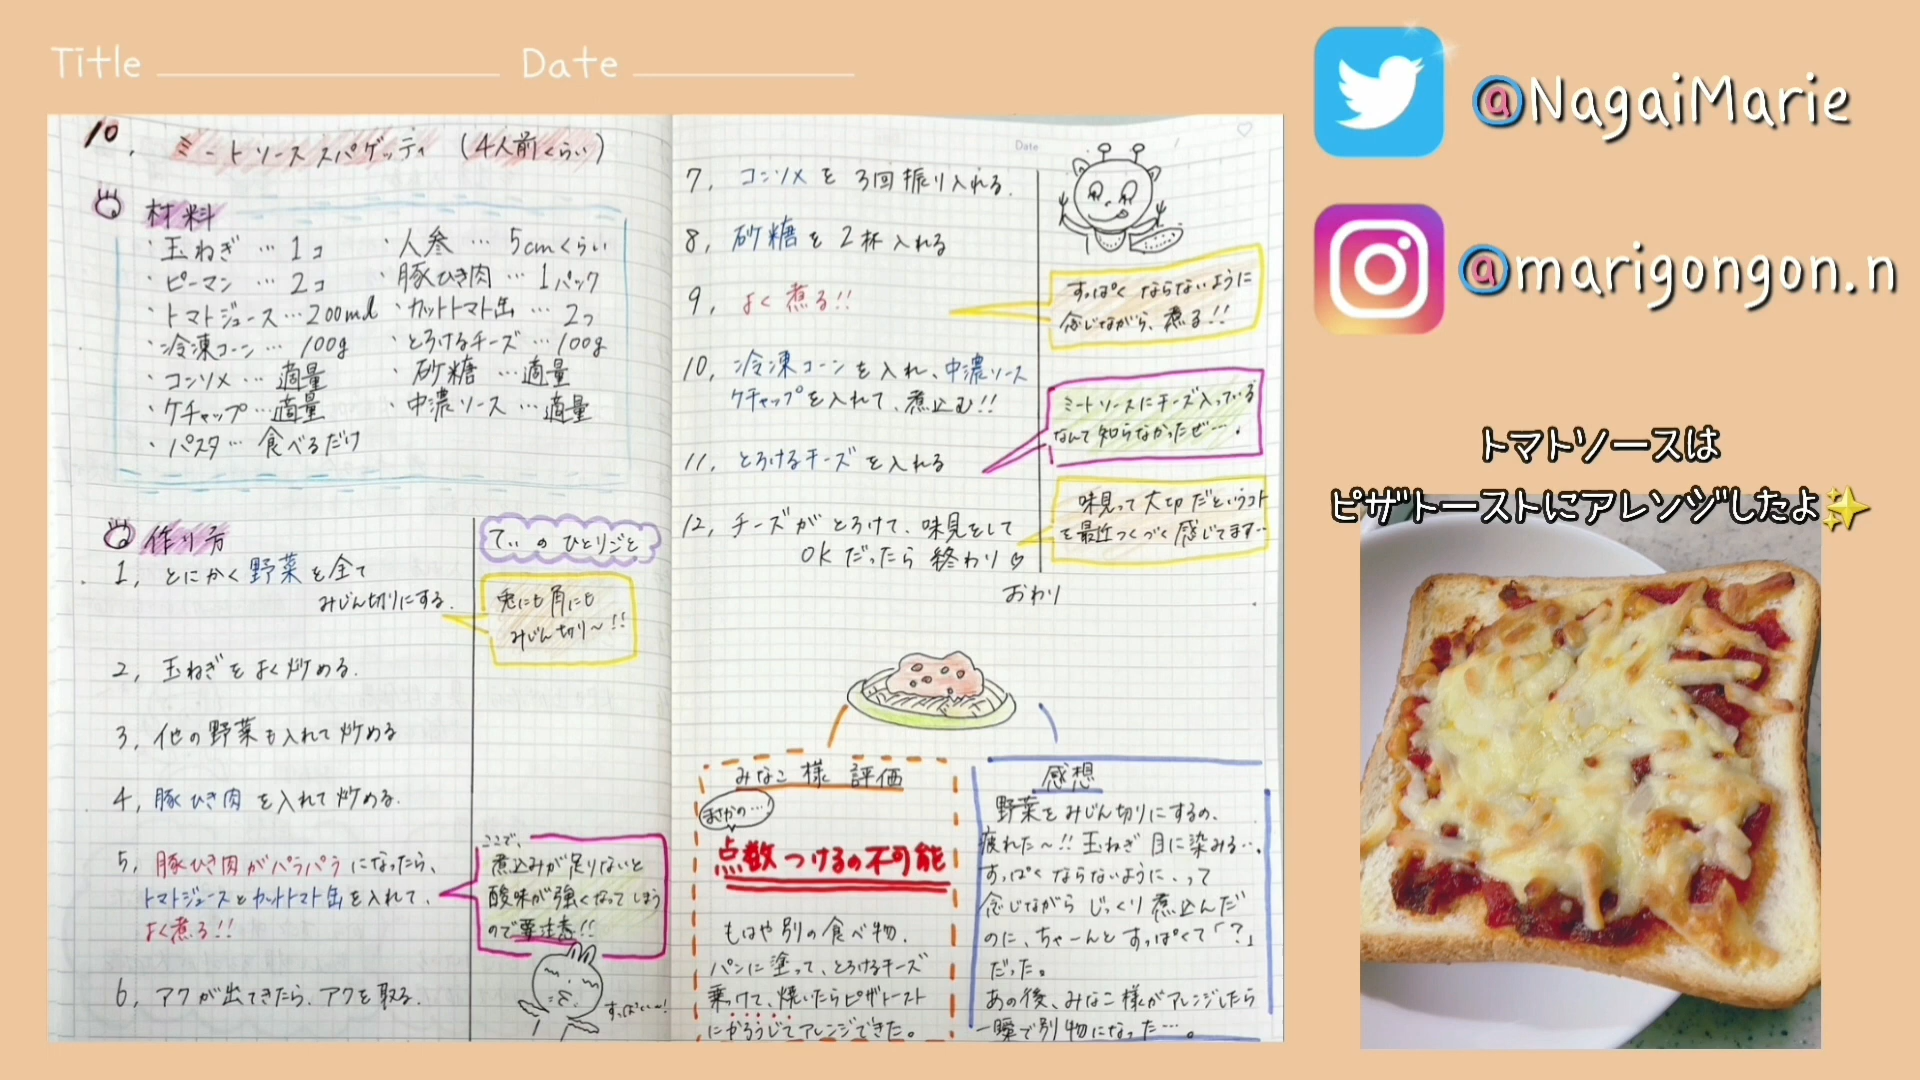 Title
Date
10. ミートソーススパゲッティ (4人前くらい)
材料
・玉ねぎ … 1コ
・人参 … 5cmくらい
・ピーマン … 2コ
・豚ひき肉 … 1パック
・トマトジュース…200ml
・カットトマト缶 … 2つ
・冷凍コーン … 100g
・とろけるチーズ … 100g
・コンソメ … 適量
・砂糖 … 適量
・ケチャップ … 適量
・中濃ソース … 適量
・パスタ … 食べるだけ
作り方
1, とにかく野菜を全て
みじん切りにする.
2, 玉ねぎをよく炒める.
3, 他の野菜も入れて炒める
4, 豚ひき肉を入れて炒める.
5, 豚ひき肉がパラパラになったら、
トマトジュースとカットトマト缶を入れて、
よく煮る!!
6, アクが出てきたら、アクを取る.
てぃのひとりごと
兎にも角にも
みじん切り〜!!
ここで、
煮込みが足りないと
酸味が強くなってしまう
ので要注意!!
すっぱい〜!
Date
7, コンソメを3回振り入れる.
8, 砂糖を2杯入れる
9, よく煮る!!
10, 冷凍コーンを入れ、中濃ソース
ケチャップを入れて、煮込む!!
11, とろけるチーズを入れる
12, チーズがとろけて、味見をして
OKだったら終わり♡
おわり
すっぱくならないように
念じながら、煮る!!
ミートソースにチーズ入っている
なんて知らなかったぜ….
味見って大切だというコト
を最近つくづく感じてます…
みなこ様 評価
まさかの…!
点数つけるの不可能
もはや別の食べ物.
パンに塗って、とろけるチーズ
乗っけて、焼いたらピザトースト
にかろうじてアレンジできた。
感想
野菜をみじん切りにするの、
疲れた〜!!玉ねぎ目に染みる…、
すっぱくならないように、って
念じながらじっくり煮込んだ
のに、ちゃーんとすっぱくて「?」
だった。
あの後、みなこ様がアレンジしたら
一瞬で別物になった…。
@NagaiMarie
@marigongon.n
トマトソースは
ピザトーストにアレンジしたよ✨